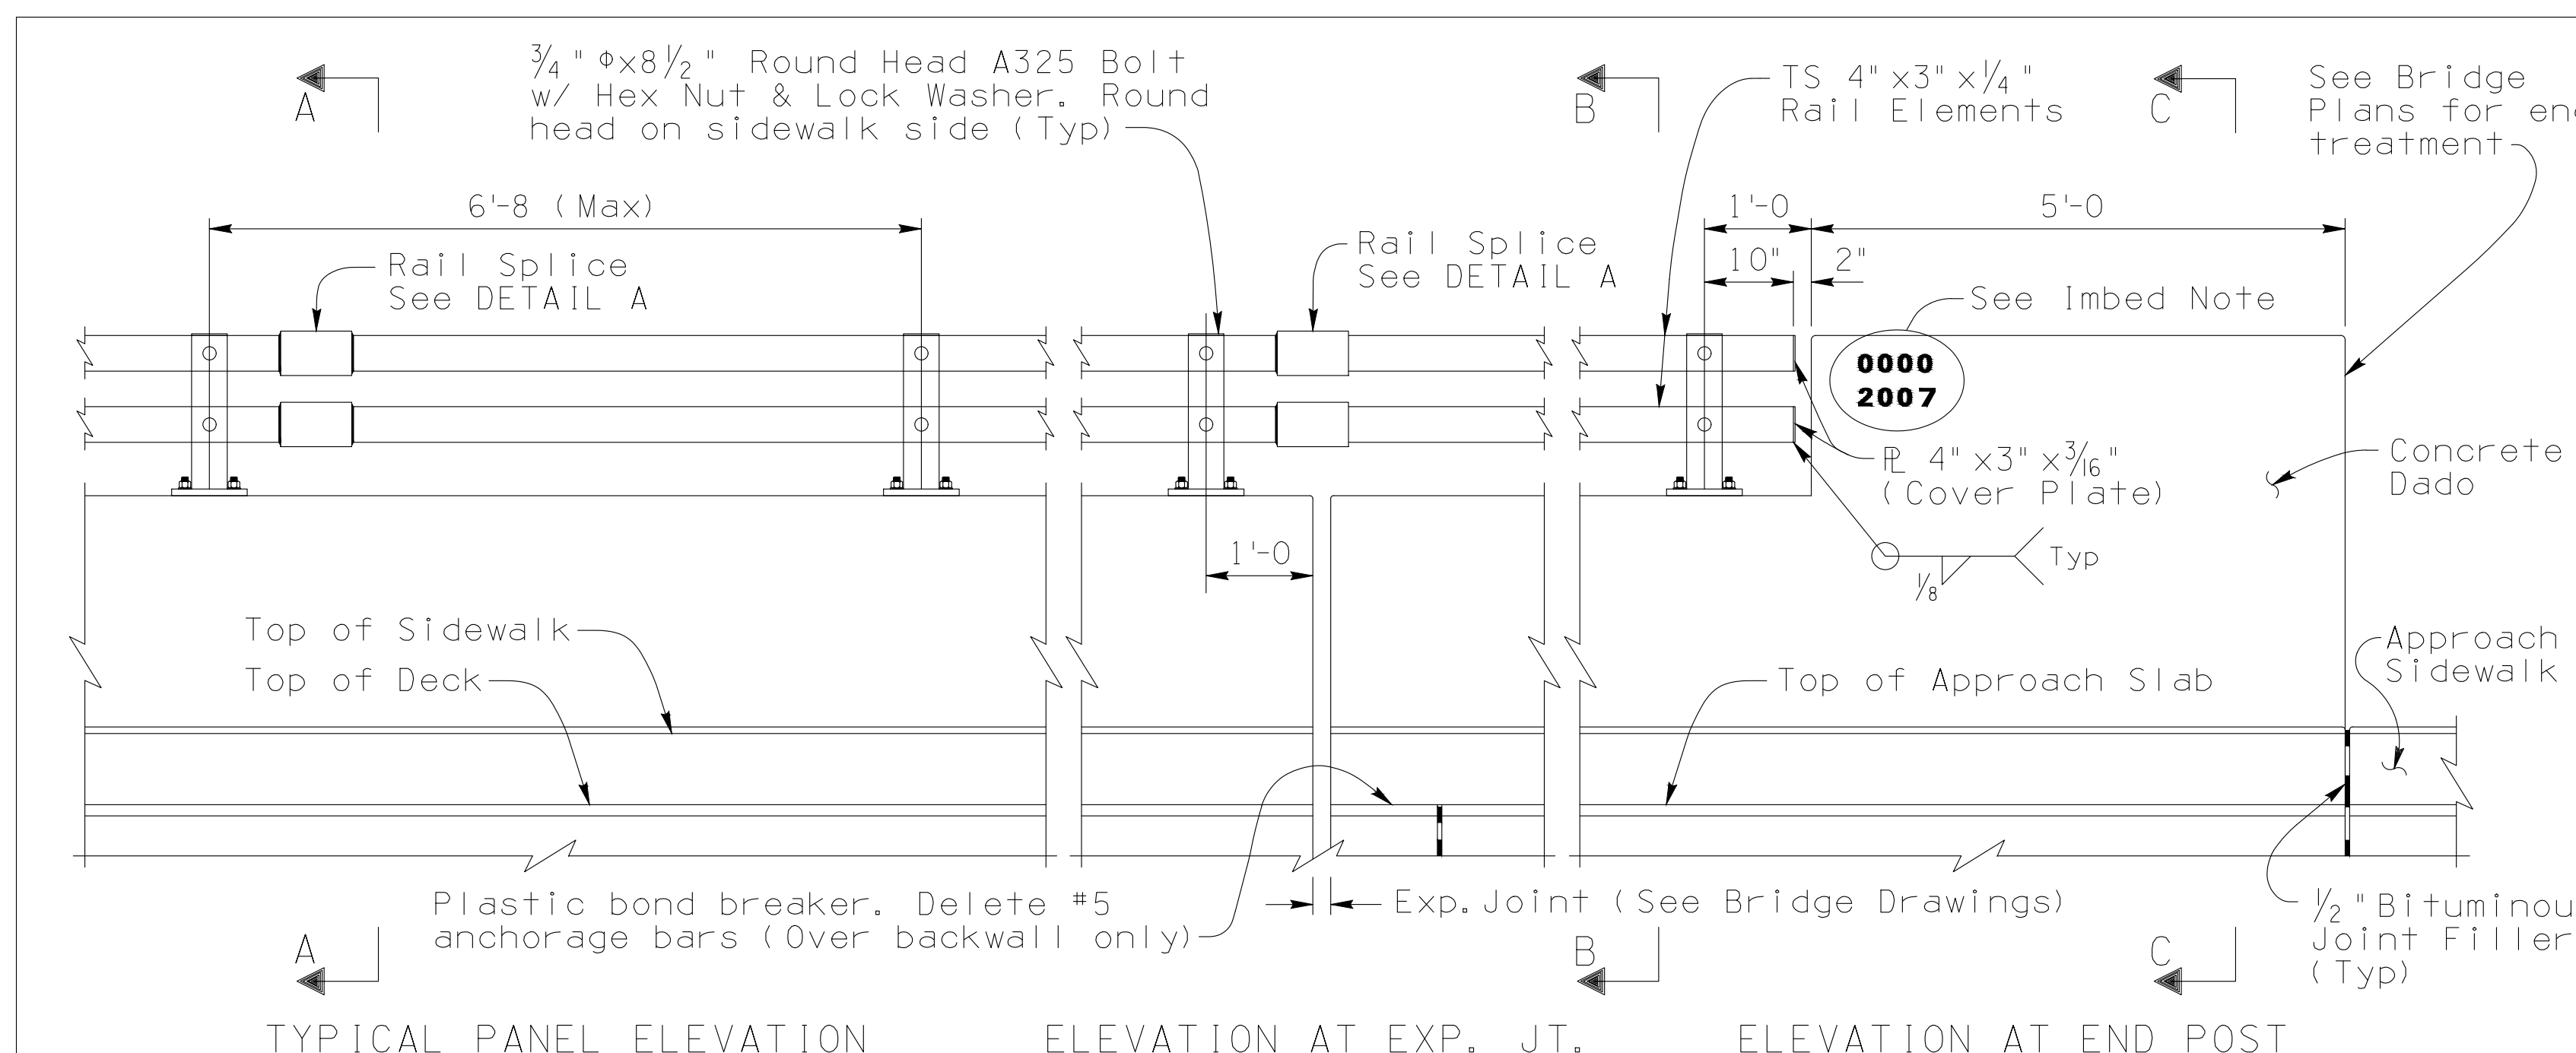 3/4" Φx8 1/2" Round Head A325 Bolt
w/ Hex Nut & Lock Washer. Round
head on sidewalk side (Typ)
A
B
C
TS 4"x3"x1/4"
Rail Elements
See Bridge
Plans for
treatment
6'-8 (Max)
1'-0
5'-0
10"
2"
Rail Splice
See DETAIL A
Rail Splice
See DETAIL A
See Imbed Note
0000
2007
PL 4"x3"x3/16"
(Cover Plate)
Concrete
Dado
1'-0
1/8
Typ
Top of Sidewalk
Top of Deck
Top of Approach Slab
Approach
Sidewalk
Plastic bond breaker. Delete #5
anchorage bars (Over backwall only)
Exp. Joint (See Bridge Drawings)
1/2"
Joint Filler
(Typ)
A
B
C
TYPICAL PANEL ELEVATION
ELEVATION AT EXP. JT.
ELEVATION AT END POST